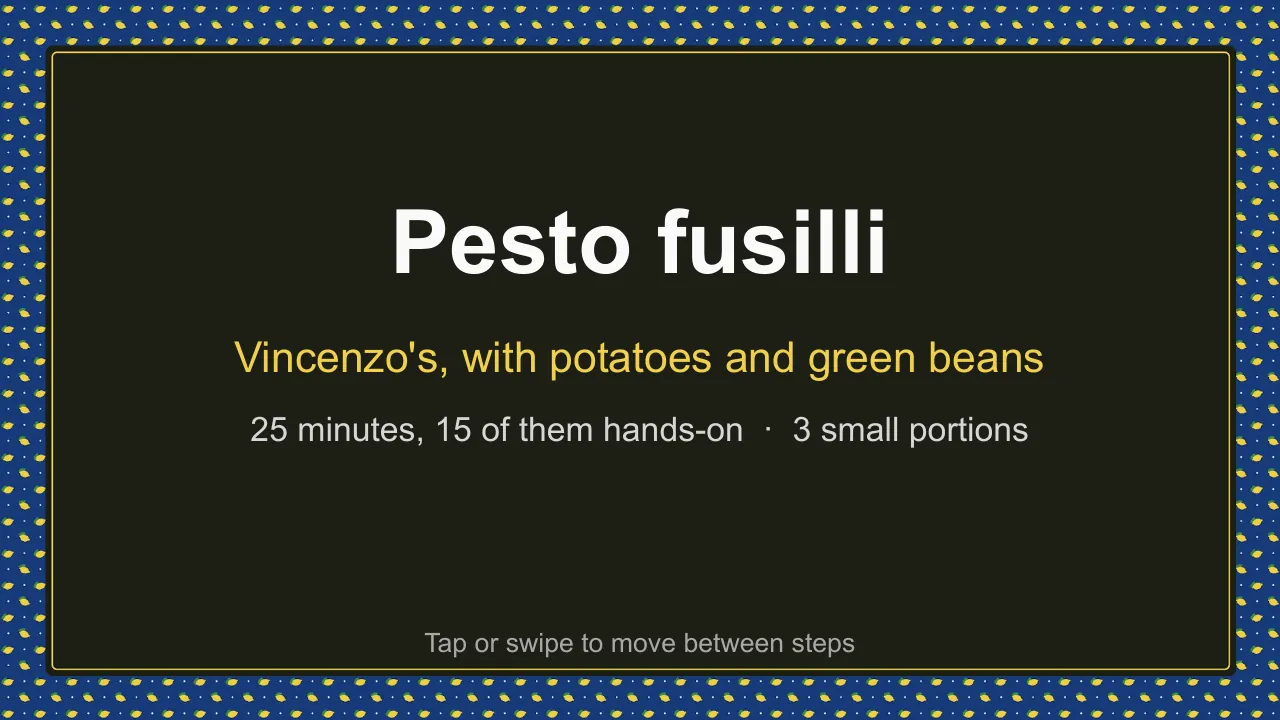 Pesto fusilli
Vincenzo's, with potatoes and green beans
25 minutes, 15 of them hands-on · 3 small portions
Tap or swipe to move between steps